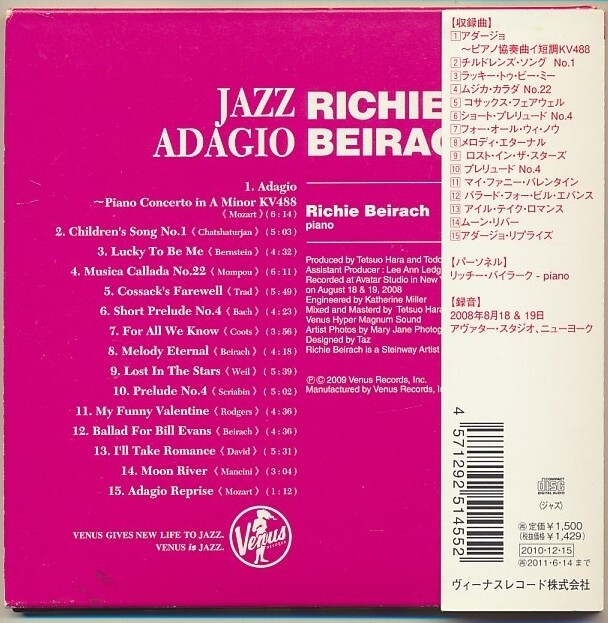 JAZZ
ADAGIO
RICHIE
BEIRAC
1. Adagio
～Piano Concerto in A Minor KV488
《 Mozart 》( 6 : 14 )
2. Children's Song No.1 《 Chatshaturjan 》 ( 5 : 03 )
3. Lucky To Be Me 《 Bernstein 》 ( 4 : 32 )
4. Musica Callada No.22 《 Mompou 》 ( 6 : 11 )
5. Cossack's Farewell 《 Trad 》 ( 5 : 49 )
6. Short Prelude No.4 《 Bach 》 ( 4 : 23 )
7. For All We Know 《 Coots 》 ( 3 : 56 )
8. Melody Eternal 《 Beirach 》 ( 4 : 18 )
9. Lost In The Stars 《 Weil 》 ( 5 : 39 )
10. Prelude No.4 《 Scriabin 》 ( 5 : 02 )
11. My Funny Valentine 《 Rodgers 》 ( 4 : 36 )
12. Ballad For Bill Evans 《 Beirach 》 ( 4 : 36 )
13. I'll Take Romance 《 David 》 ( 5 : 31 )
14. Moon River 《 Mancini 》 ( 3 : 04 )
15. Adagio Reprise 《 Mozart 》 ( 1 : 12 )
VENUS GIVES NEW LIFE TO JAZZ.
VENUS is JAZZ.
Venus
RECORDS
Richie Beirach
piano
Produced by Tetsuo Hara and Todd
Assistant Producer : Lee Ann Ledg
Recorded at Avatar Studio in New Y
on August 18 & 19, 2008
Engineered by Katherine Miller
Mixed and Masterd by Tetsuo Hara
Venus Hyper Magnum Sound
Artist Photos by Mary Jane Photog
Designed by Taz
Richie Beirach is a Steinway Artist
Ⓟ © 2009 Venus Records, Inc.
Manufactured by Venus Records, In
【収録曲】
1 アダージョ
～ピアノ協奏曲イ短調KV488
2 チルドレンズ・ソング No.1
3 ラッキー・トゥ・ビー・ミー
4 ムジカ・カラダ No.22
5 コサックス・フェアウェル
6 ショート・プレリュード No.4
7 フォー・オール・ウィ・ノウ
8 メロディ・エターナル
9 ロスト・イン・ザ・スターズ
10 プレリュード No.4
11 マイ・ファニー・バレンタイン
12 バラード・フォー・ビル・エバンス
13 アイル・テイク・ロマンス
14 ムーン・リバー
15 アダージョ・リプライズ
【パーソネル】
リッチー・バイラーク - piano
【録音】
2008年8月18 & 19日
アヴァター・スタジオ、ニューヨーク
4 571292 514552
COMPACT
disc
DIGITAL AUDIO
〈ジャズ〉
㊢定価￥1,500
(税抜価格￥1,429)
2010・12・15
㊢2011・6・14まで
ヴィーナスレコード株式会社